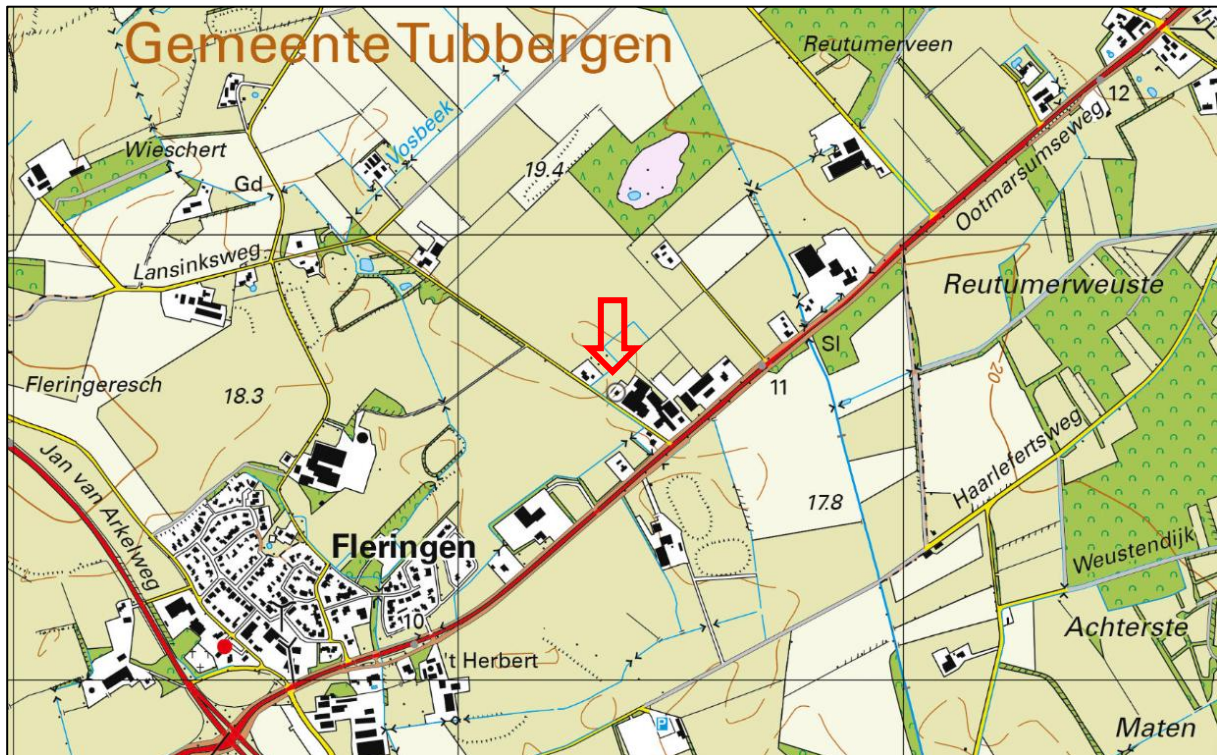 Gemeente Tubbergen
Reutumerveen
12
Vosbeek
Wieschert
19.4
Gd
Ootmarsumseweg
Lansinksweg
Reutumerweuste
Sl
Fleringeresch
18.3
11
20
Jan van Arkelweg
Haarlefertsweg
17.8
Fleringen
Weustendijk
10
Achterste
't Herbert
P
Maten